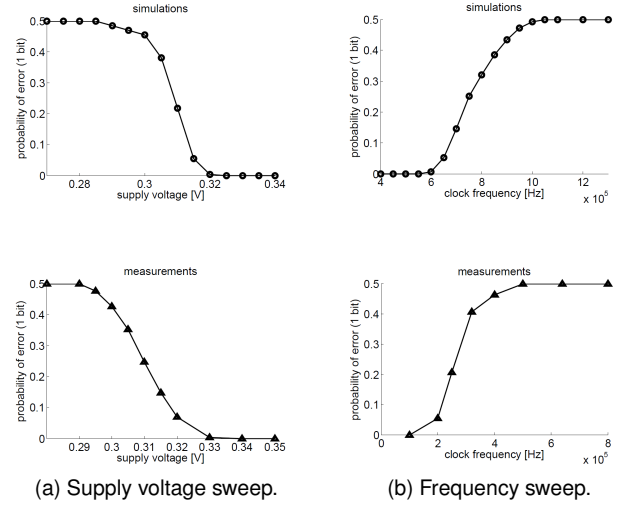 simulations
0.5
0.4
0.3
0.2
0.1
0
probability of error (1 bit)
0.28 0.3 0.32 0.34
supply voltage [V]
simulations
0.5
0.4
0.3
0.2
0.1
0
probability of error (1 bit)
4 6 8 10 12
clock frequency [Hz]
x 10⁵
measurements
0.5
0.4
0.3
0.2
0.1
0
probability of error (1 bit)
0.29 0.3 0.31 0.32 0.33 0.34 0.35
supply voltage [V]
measurements
0.5
0.4
0.3
0.2
0.1
0
probability of error (1 bit)
0 2 4 6 8
clock frequency [Hz]
x 10⁵
(a) Supply voltage sweep.
(b) Frequency sweep.